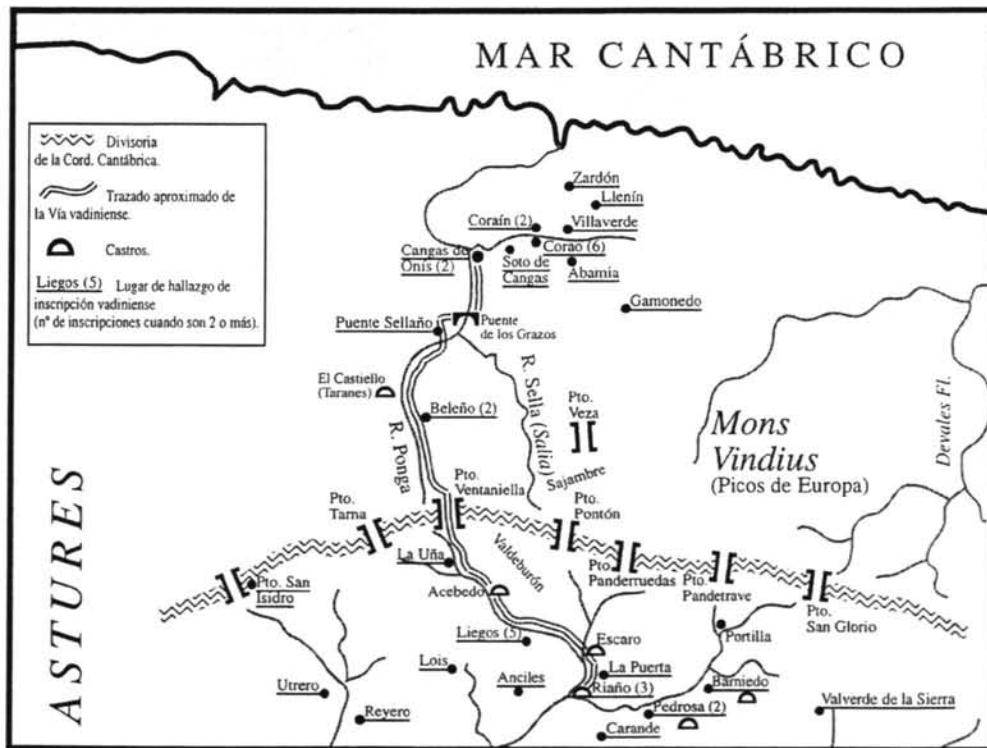 MAR CANTÁBRICO
Divisoria
de la Cord. Cantábrica.
Trazado aproximado de
la Vía vadiniense.
Castros.
Liegos (5) Lugar de hallazgo de
inscripción vadiniense
(nº de inscripciones cuando son 2 o más).
Zardón
Llenín
Coraín (2)
Villaverde
Corao (6)
Cangas de
Onís (2)
Soto de
Cangas
Abamia
Gamonedo
Puente Sellaño
Puente
de los Grazos
El Castiello
(Taranes)
Beleño (2)
R. Ponga
R. Sella (Salia)
Sajambre
Pto.
Veza
Mons
Vindius
(Picos de Europa)
Devales Fl.
ASTURES
Pto.
Tarna
Pto.
Ventaniella
Pto.
Pontón
Pto.
Panderruedas
Pto.
Pandetrave
Pto.
San Glorio
Pto. San
Isidro
La Uña
Valdeburón
Acebedo
Liegos (5)
Escaro
Portilla
Lois
Anciles
La Puerta
Riaño (3)
Barniedo
Utrero
Reyero
Pedrosa (2)
Carande
Valverde de la Sierra